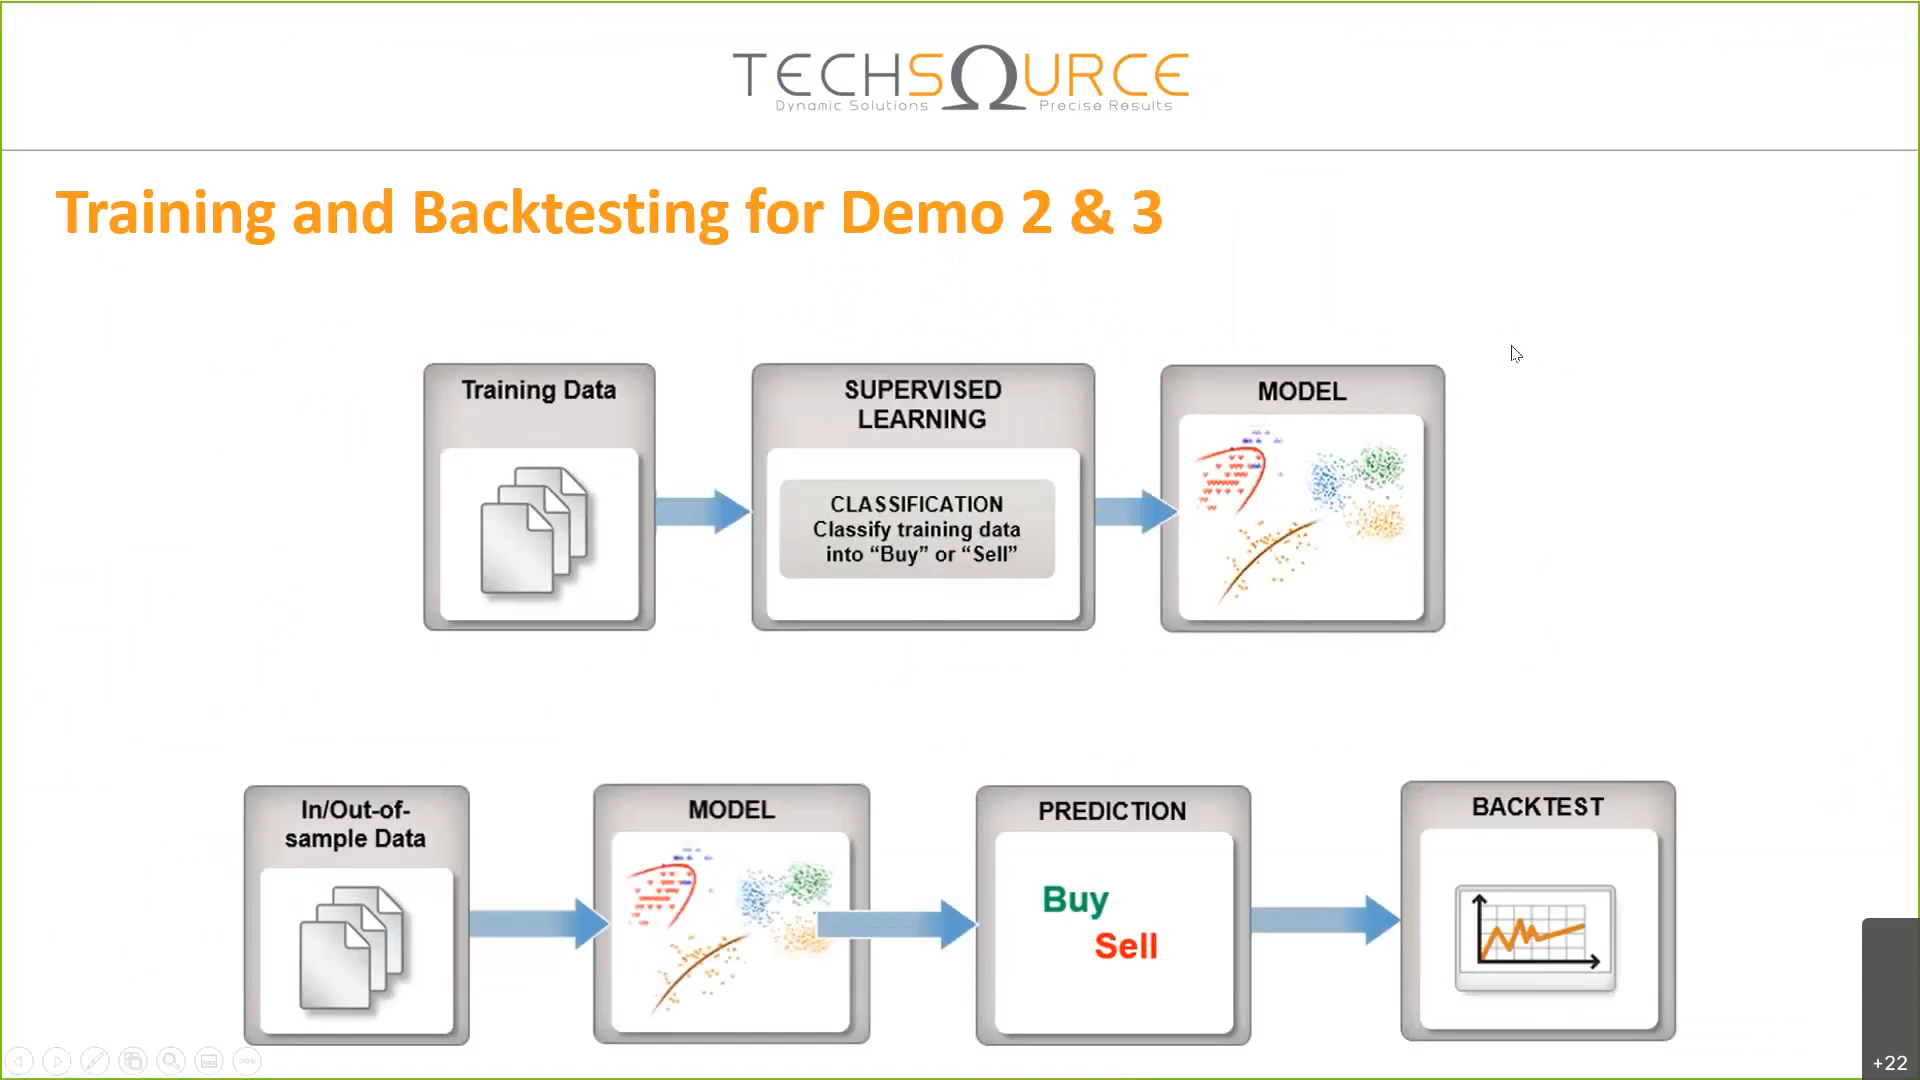 TECHSOURCE
Dynamic Solutions Precise Results
Training and Backtesting for Demo 2 & 3
Training Data
SUPERVISED
LEARNING
CLASSIFICATION
Classify training data
into “Buy” or “Sell”
MODEL
In/Out-of-
sample Data
MODEL
PREDICTION
Buy
Sell
BACKTEST
+22